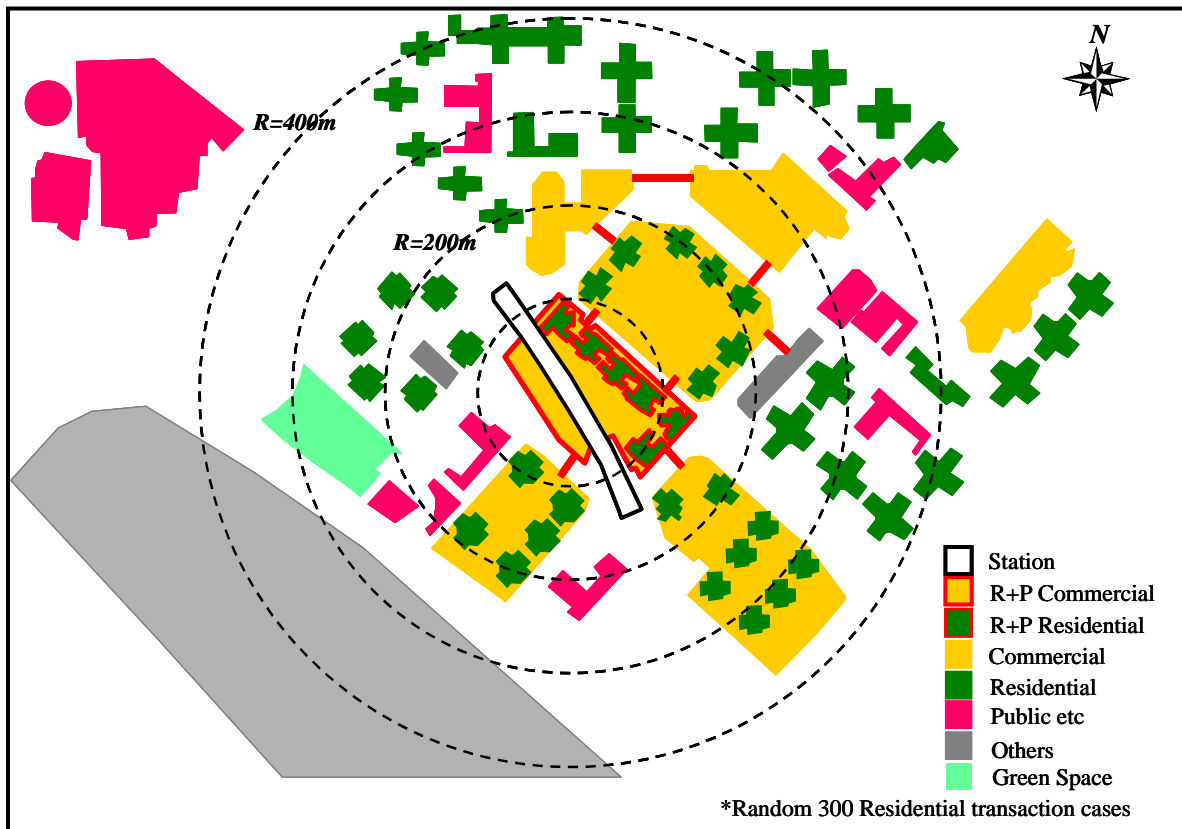 N
R=400m
R=200m
Station
R+P Commercial
R+P Residential
Commercial
Residential
Public etc
Others
Green Space
*Random 300 Residential transaction cases